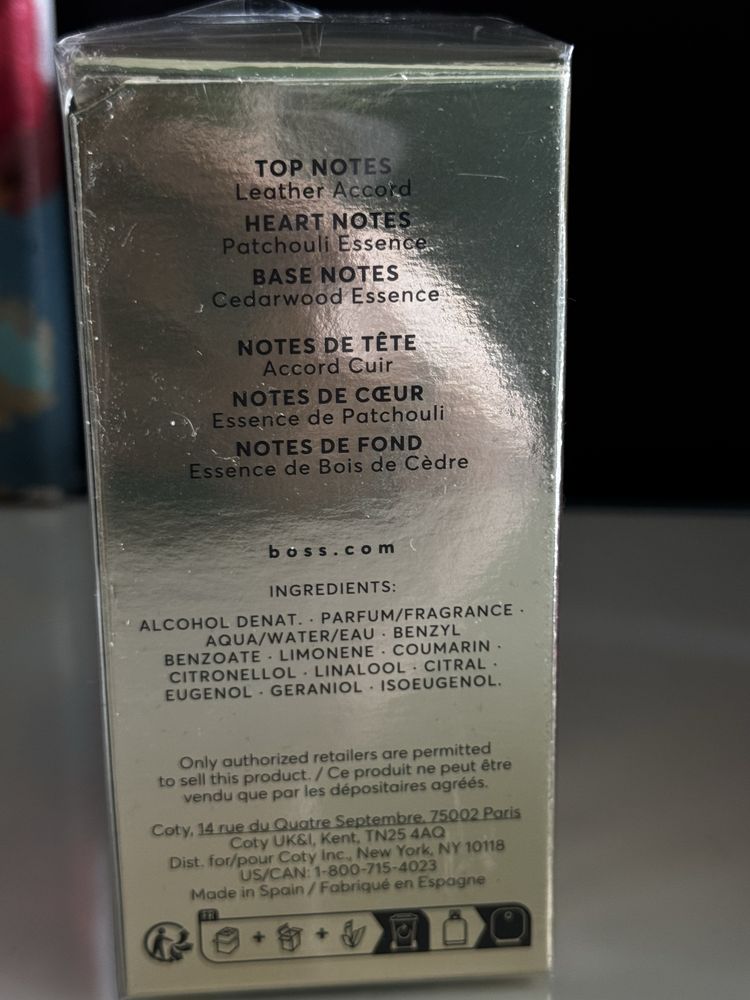 TOP NOTES
Leather Accord
HEART NOTES
Patchouli Essence
BASE NOTES
Cedarwood Essence
NOTES DE TÊTE
Accord Cuir
NOTES DE CŒUR
Essence de Patchouli
NOTES DE FOND
Essence de Bois de Cèdre
boss.com
INGREDIENTS:
ALCOHOL DENAT. · PARFUM/FRAGRANCE ·
AQUA/WATER/EAU · BENZYL
BENZOATE · LIMONENE · COUMARIN ·
CITRONELLOL · LINALOOL · CITRAL ·
EUGENOL · GERANIOL · ISOEUGENOL.
Only authorized retailers are permitted
to sell this product. / Ce produit ne peut être
vendu que par les dépositaires agréés.
Coty, 14 rue du Quatre Septembre, 75002 Paris
Coty UK&I, Kent, TN25 4AQ
Dist. for/pour Coty Inc., New York, NY 10118
US/CAN: 1-800-715-4023
Made in Spain / Fabriqué en Espagne